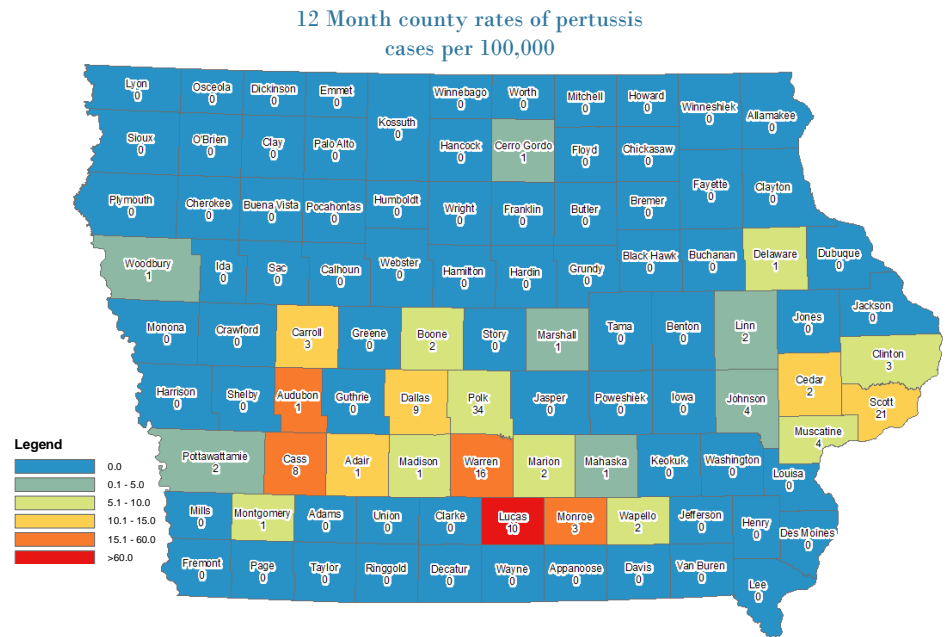 12 Month county rates of pertussis
cases per 100,000
Lyon
0
Osceola
0
Dickinson
0
Emmet
0
Kossuth
0
Winnebago
0
Worth
0
Mitchell
0
Howard
0
Winneshiek
0
Allamakee
0
Sioux
0
O'Brien
0
Clay
0
Palo Alto
0
Hancock
0
Cerro Gordo
1
Floyd
0
Chickasaw
0
Plymouth
0
Cherokee
0
Buena Vista
0
Pocahontas
0
Humboldt
0
Wright
0
Franklin
0
Butler
0
Bremer
0
Fayette
0
Clayton
0
Woodbury
1
Ida
0
Sac
0
Calhoun
0
Webster
0
Hamilton
0
Hardin
0
Grundy
0
Black Hawk
0
Buchanan
0
Delaware
1
Dubuque
0
Monona
0
Crawford
0
Carroll
3
Greene
0
Boone
2
Story
0
Marshall
1
Tama
0
Benton
0
Linn
2
Jones
0
Jackson
0
Clinton
3
Harrison
0
Shelby
0
Audubon
1
Guthrie
0
Dallas
9
Polk
34
Jasper
0
Poweshiek
0
Iowa
0
Johnson
4
Cedar
2
Scott
21
Muscatine
4
Pottawattamie
2
Cass
8
Adair
1
Madison
1
Warren
16
Marion
2
Mahaska
1
Keokuk
0
Washington
0
Louisa
0
Mills
0
Montgomery
1
Adams
0
Union
0
Clarke
0
Lucas
10
Monroe
3
Wapello
2
Jefferson
0
Henry
0
Des Moines
0
Fremont
0
Page
0
Taylor
0
Ringgold
0
Decatur
0
Wayne
0
Appanoose
0
Davis
0
Van Buren
0
Lee
0
Legend
0.0
0.1 - 5.0
5.1 - 10.0
10.1 - 15.0
15.1 - 60.0
>60.0